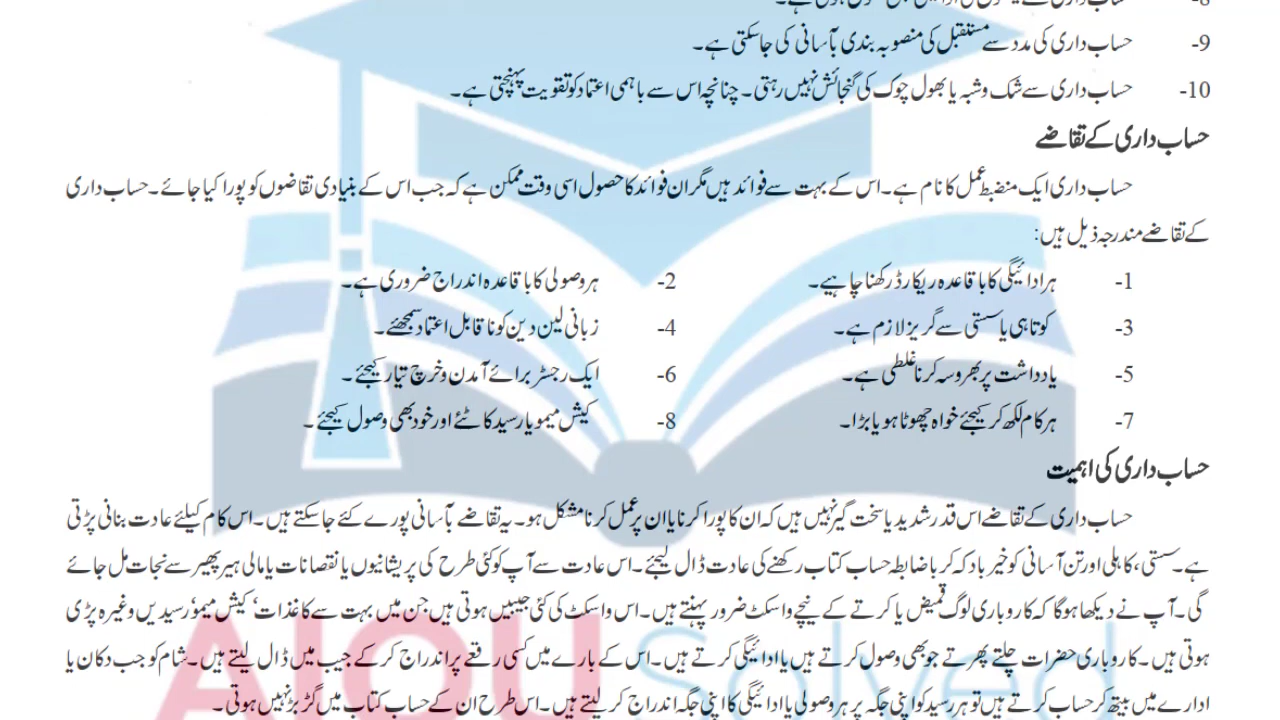 9- حساب داری کی مدد سے مستقبل کی منصوبہ بندی بآسانی کی جاسکتی ہے۔
10- حساب داری سے شک و شبہ یا بھول چوک کی گنجائش نہیں رہتی۔ چنانچہ اس سے باہمی اعتماد کو تقویت پہنچتی ہے۔
حساب داری کے تقاضے
حساب داری ایک منضبط عمل کا نام ہے۔ اس کے بہت سے فوائد ہیں مگر ان فوائد کا حصول اسی وقت ممکن ہے کہ جب اس کے بنیادی تقاضوں کو پورا کیا جائے۔ حساب داری
کے تقاضے مندرجہ ذیل ہیں:
1- ہر ادائیگی کا باقاعدہ ریکارڈ رکھنا چاہیے۔ 2- ہر وصولی کا باقاعدہ اندراج ضروری ہے۔
3- کوتاہی یا سستی سے گریز لازم ہے۔ 4- زبانی لین دین کو ناقابل اعتماد سمجھئے۔
5- یادداشت پر بھروسہ کرنا غلطی ہے۔ 6- ایک رجسٹر برائے آمدن و خرچ تیار کیجئے۔
7- ہر کام لکھ کر کیجئے خواہ چھوٹا ہو یا بڑا۔ 8- کیش میمو یا رسید کاٹئے اور خود بھی وصول کیجئے۔
حساب داری کی اہمیت
حساب داری کے تقاضے اس قدر شدید یا سخت گیر نہیں ہیں کہ ان کا پورا کرنا یا ان پر عمل کرنا مشکل ہو۔ یہ تقاضے بآسانی پورے کئے جاسکتے ہیں۔ اس کام کیلئے عادت بنانی پڑتی
ہے۔ سستی، کاہلی اور تن آسانی کو خیر باد کہہ کر باضابطہ حساب کتاب رکھنے کی عادت ڈال لیجئے۔ اس عادت سے آپ کو کئی طرح کی پریشانیوں یا نقصانات یا مالی ہیر پھیر سے نجات مل جائے
گی۔ آپ نے دیکھا ہوگا کہ کاروباری لوگ قمیض یا کرتے کے نیچے واسکٹ ضرور پہنتے ہیں۔ اس واسکٹ کی کئی جیبیں ہوتی ہیں جن میں بہت سے کاغذات‘ کیش میمو‘ رسیدیں وغیرہ پڑی
ہوتی ہیں۔ کاروباری حضرات چلتے پھرتے جو بھی وصول کرتے ہیں یا ادائیگی کرتے ہیں۔ اس کے بارے میں کسی رقعے پر اندراج کرکے جیب میں ڈال لیتے ہیں۔ شام کو جب دکان یا
ادارے میں بیٹھ کر حساب کرتے ہیں تو ہر رسید کو اپنی جگہ پر ہر وصولی یا ادائیگی کا اپنی جگہ اندراج کر لیتے ہیں۔ اس طرح ان کے حساب کتاب میں گڑبڑ نہیں ہوتی۔
AIOU Solved